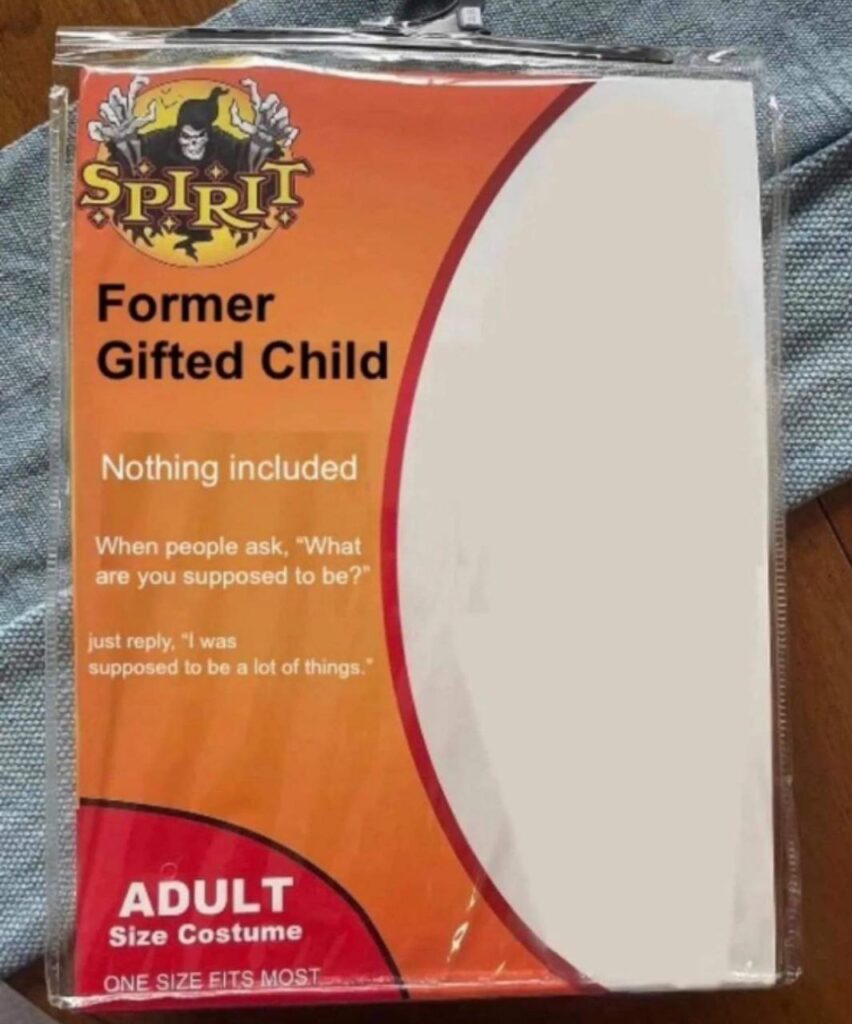 SPIRIT
Former
Gifted Child
Nothing included
When people ask, “What
are you supposed to be?”
just reply, “I was
supposed to be a lot of things.”
ADULT
Size Costume
ONE SIZE FITS MOST